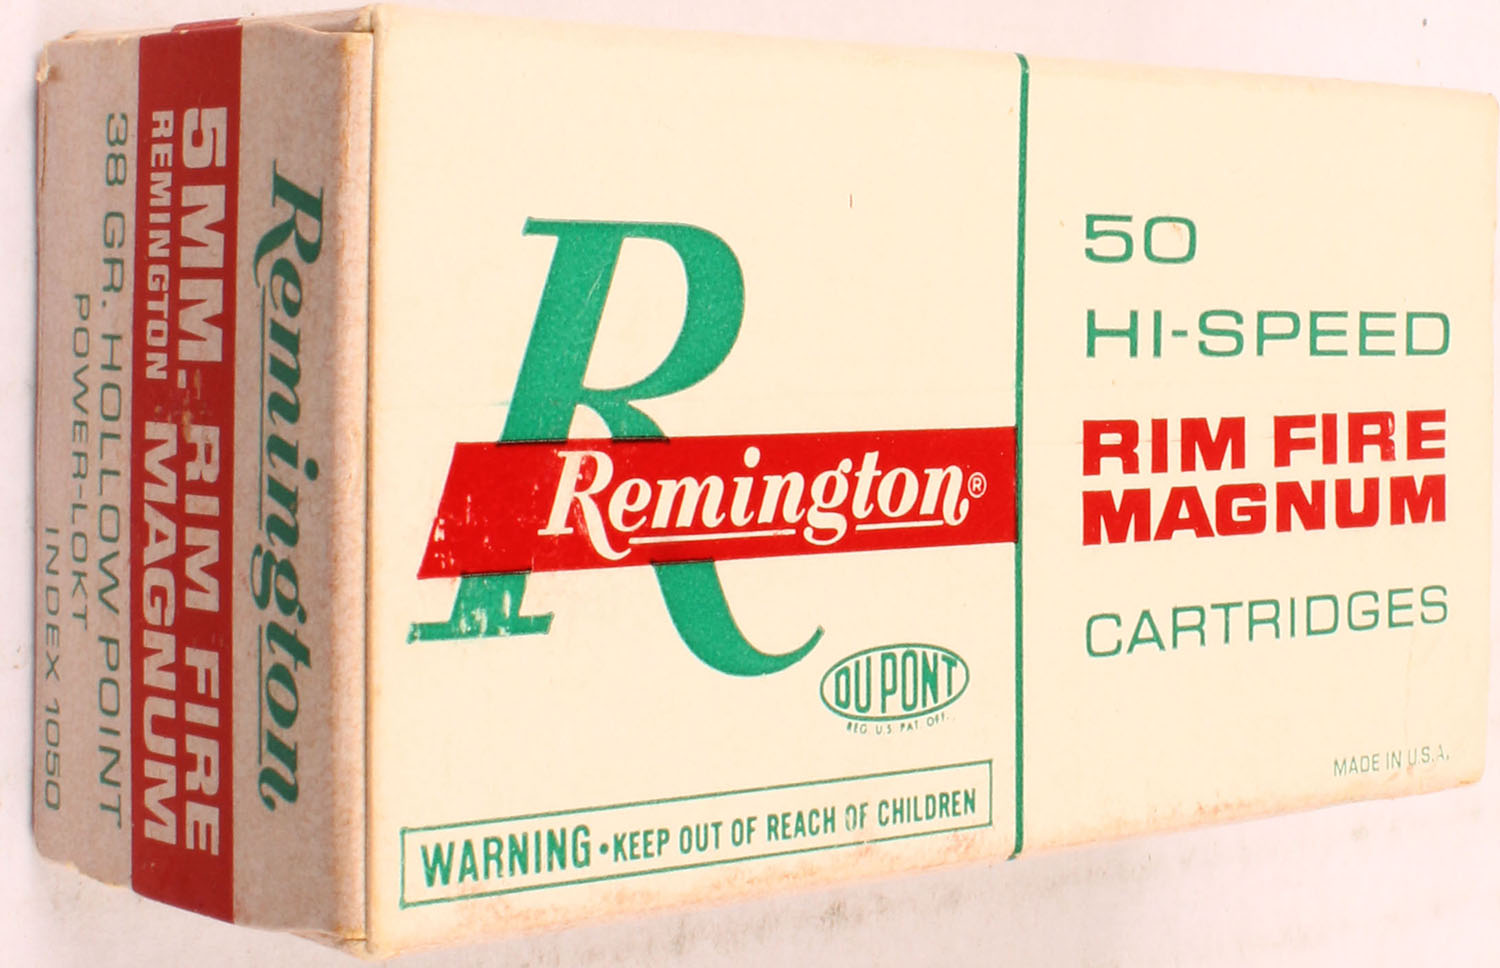 R
Remington®
DU PONT
REG. U.S. PAT. OFF.
WARNING • KEEP OUT OF REACH OF CHILDREN
50
HI-SPEED
RIM FIRE
MAGNUM
CARTRIDGES
MADE IN U.S.A.
Remington
5MM - RIM FIRE
REMINGTON MAGNUM
38 GR. HOLLOW POINT
POWER-LOKT
INDEX 1050